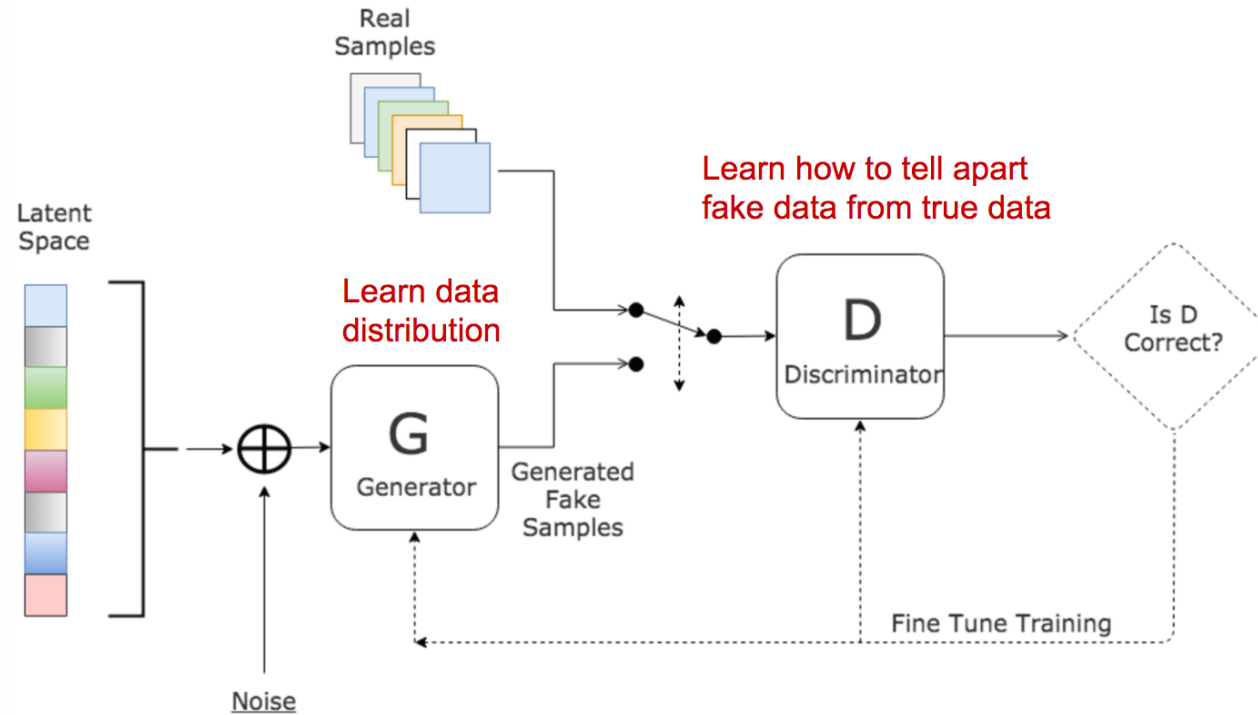 Real
Samples
Learn how to tell apart
fake data from true data
Latent
Space
Learn data
distribution
D
Discriminator
Is D
Correct?
G
Generator
Generated
Fake
Samples
Fine Tune Training
Noise